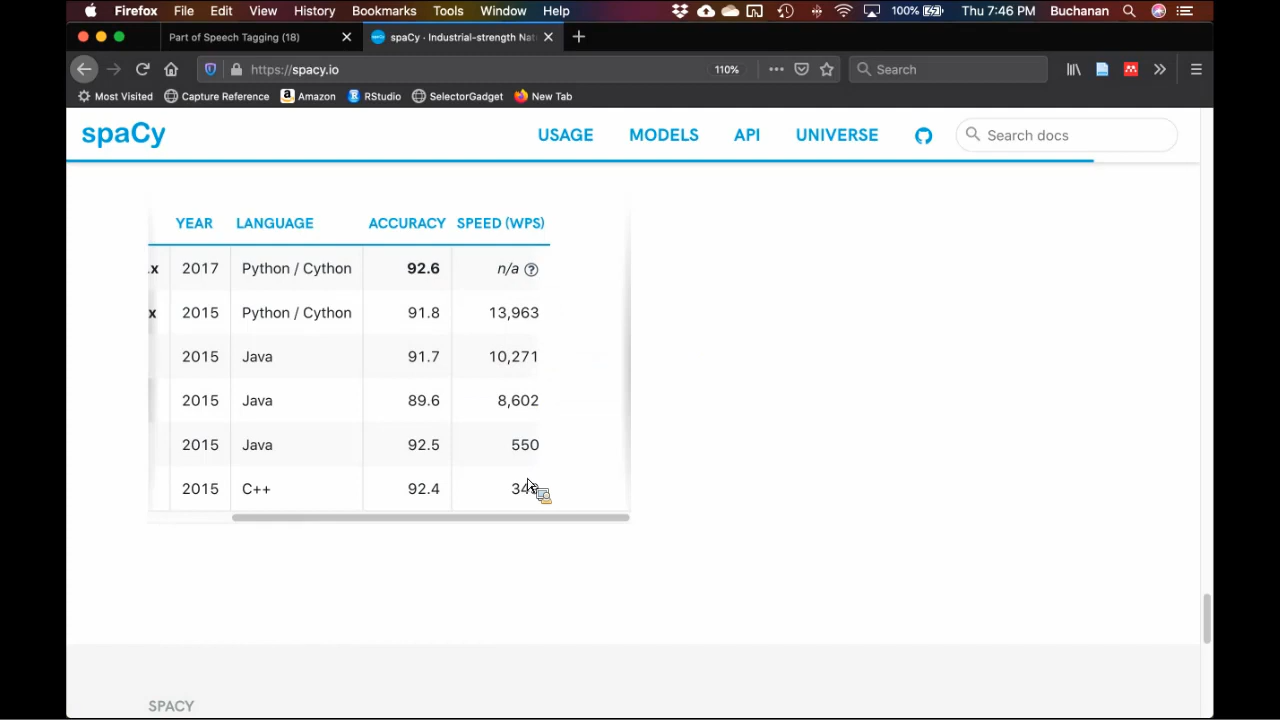 Firefox File Edit View History Bookmarks Tools Window Help 100% Thu 7:46 PM Buchanan
Part of Speech Tagging (18) spaCy · Industrial-strength Nat
https://spacy.io 110% Search
Most Visited Capture Reference Amazon RStudio SelectorGadget New Tab
spaCy USAGE MODELS API UNIVERSE Search docs
YEAR LANGUAGE ACCURACY SPEED (WPS)
.x 2017 Python / Cython 92.6 n/a
x 2015 Python / Cython 91.8 13,963
2015 Java 91.7 10,271
2015 Java 89.6 8,602
2015 Java 92.5 550
2015 C++ 92.4
SPACY